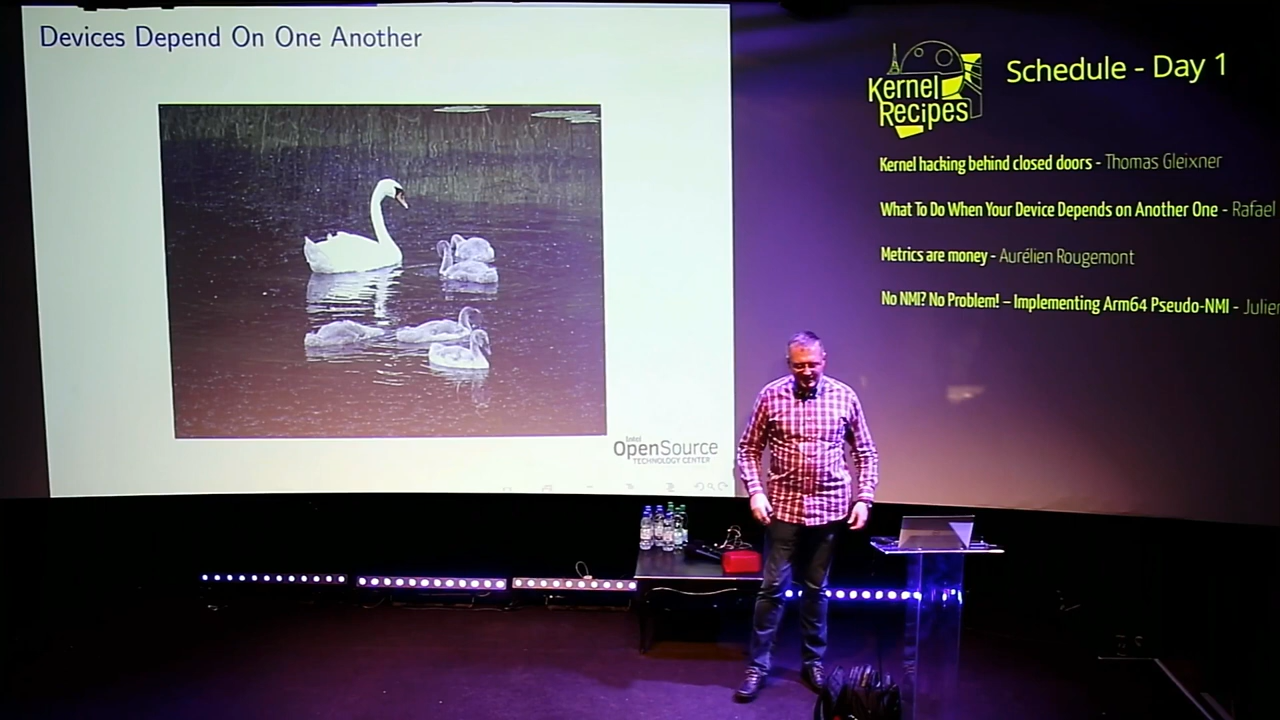 Devices Depend On One Another
Intel
OpenSource
TECHNOLOGY CENTER
Kernel
Recipes
Schedule - Day 1
Kernel hacking behind closed doors - Thomas Gleixner
What To Do When Your Device Depends on Another One - Rafael
Metrics are money - Aurélien Rougemont
No NMI? No Problem! – Implementing Arm64 Pseudo-NMI - Julien